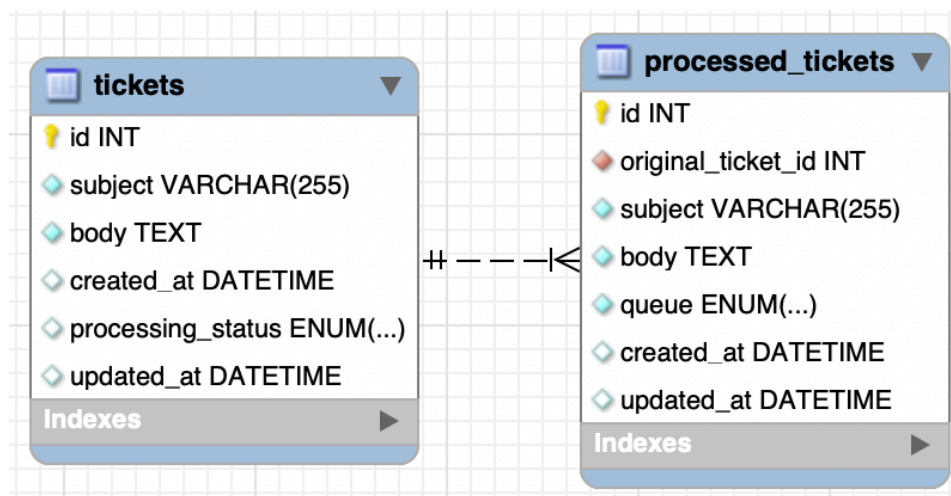 tickets
id INT
subject VARCHAR(255)
body TEXT
created_at DATETIME
processing_status ENUM(...)
updated_at DATETIME
Indexes
processed_tickets
id INT
original_ticket_id INT
subject VARCHAR(255)
body TEXT
queue ENUM(...)
created_at DATETIME
updated_at DATETIME
Indexes